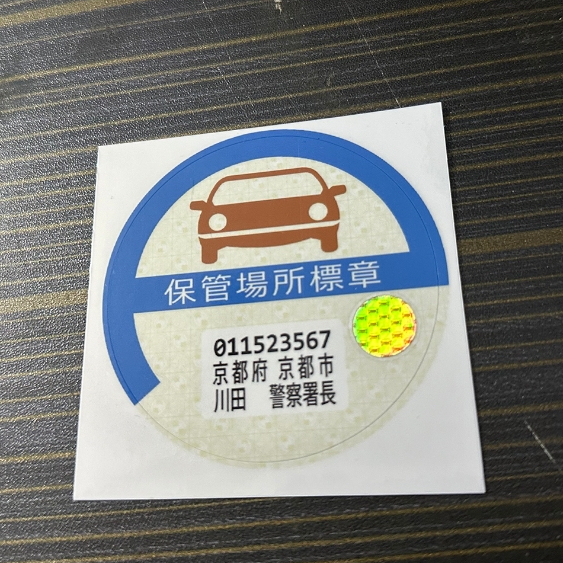 保管場所標章
011523567
京都府 京都市
川田 警察署長